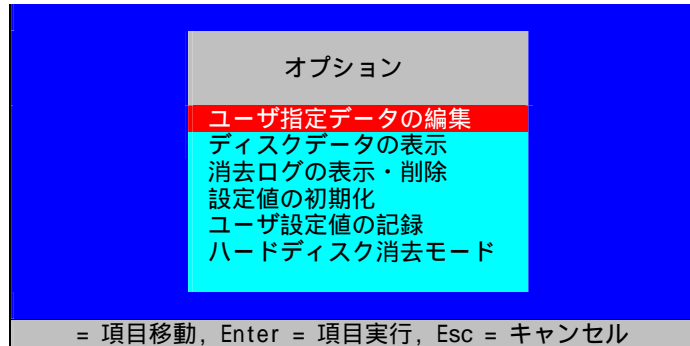 オプション
ユーザ指定データの編集
ディスクデータの表示
消去ログの表示・削除
設定値の初期化
ユーザ設定値の記録
ハードディスク消去モード
= 項目移動, Enter = 項目実行, Esc = キャンセル